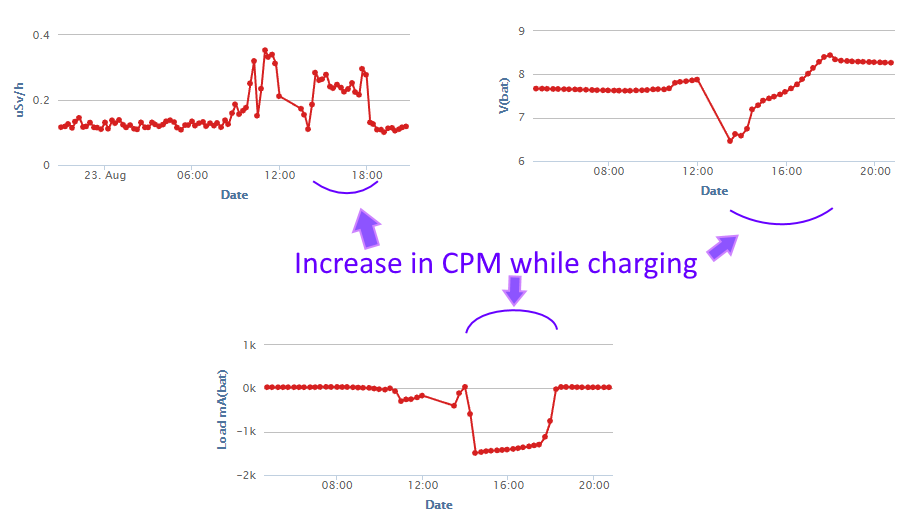 0.4
0.2
0
uSv/h
23. Aug
06:00
12:00
18:00
Date
9
8
7
6
V(bat)
08:00
12:00
16:00
20:00
Date
Increase in CPM while charging
1k
0k
-1k
-2k
Load mA(bat)
08:00
12:00
16:00
20:00
Date